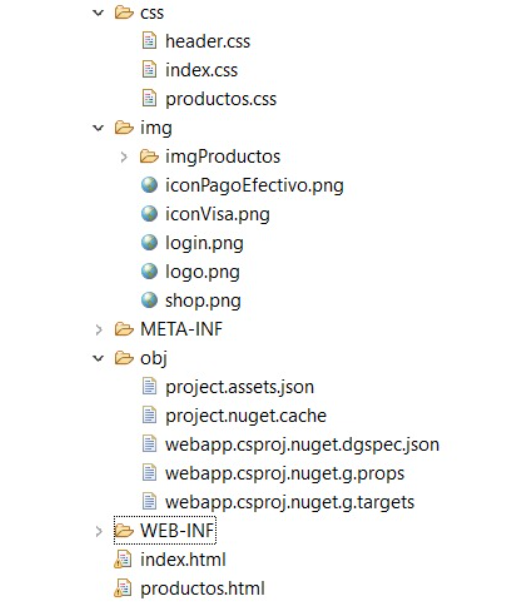 css
header.css
index.css
productos.css
img
imgProductos
iconPagoEfectivo.png
iconVisa.png
login.png
logo.png
shop.png
META-INF
obj
project.assets.json
project.nuget.cache
webapp.csproj.nuget.dgspec.json
webapp.csproj.nuget.g.props
webapp.csproj.nuget.g.targets
WEB-INF
index.html
productos.html